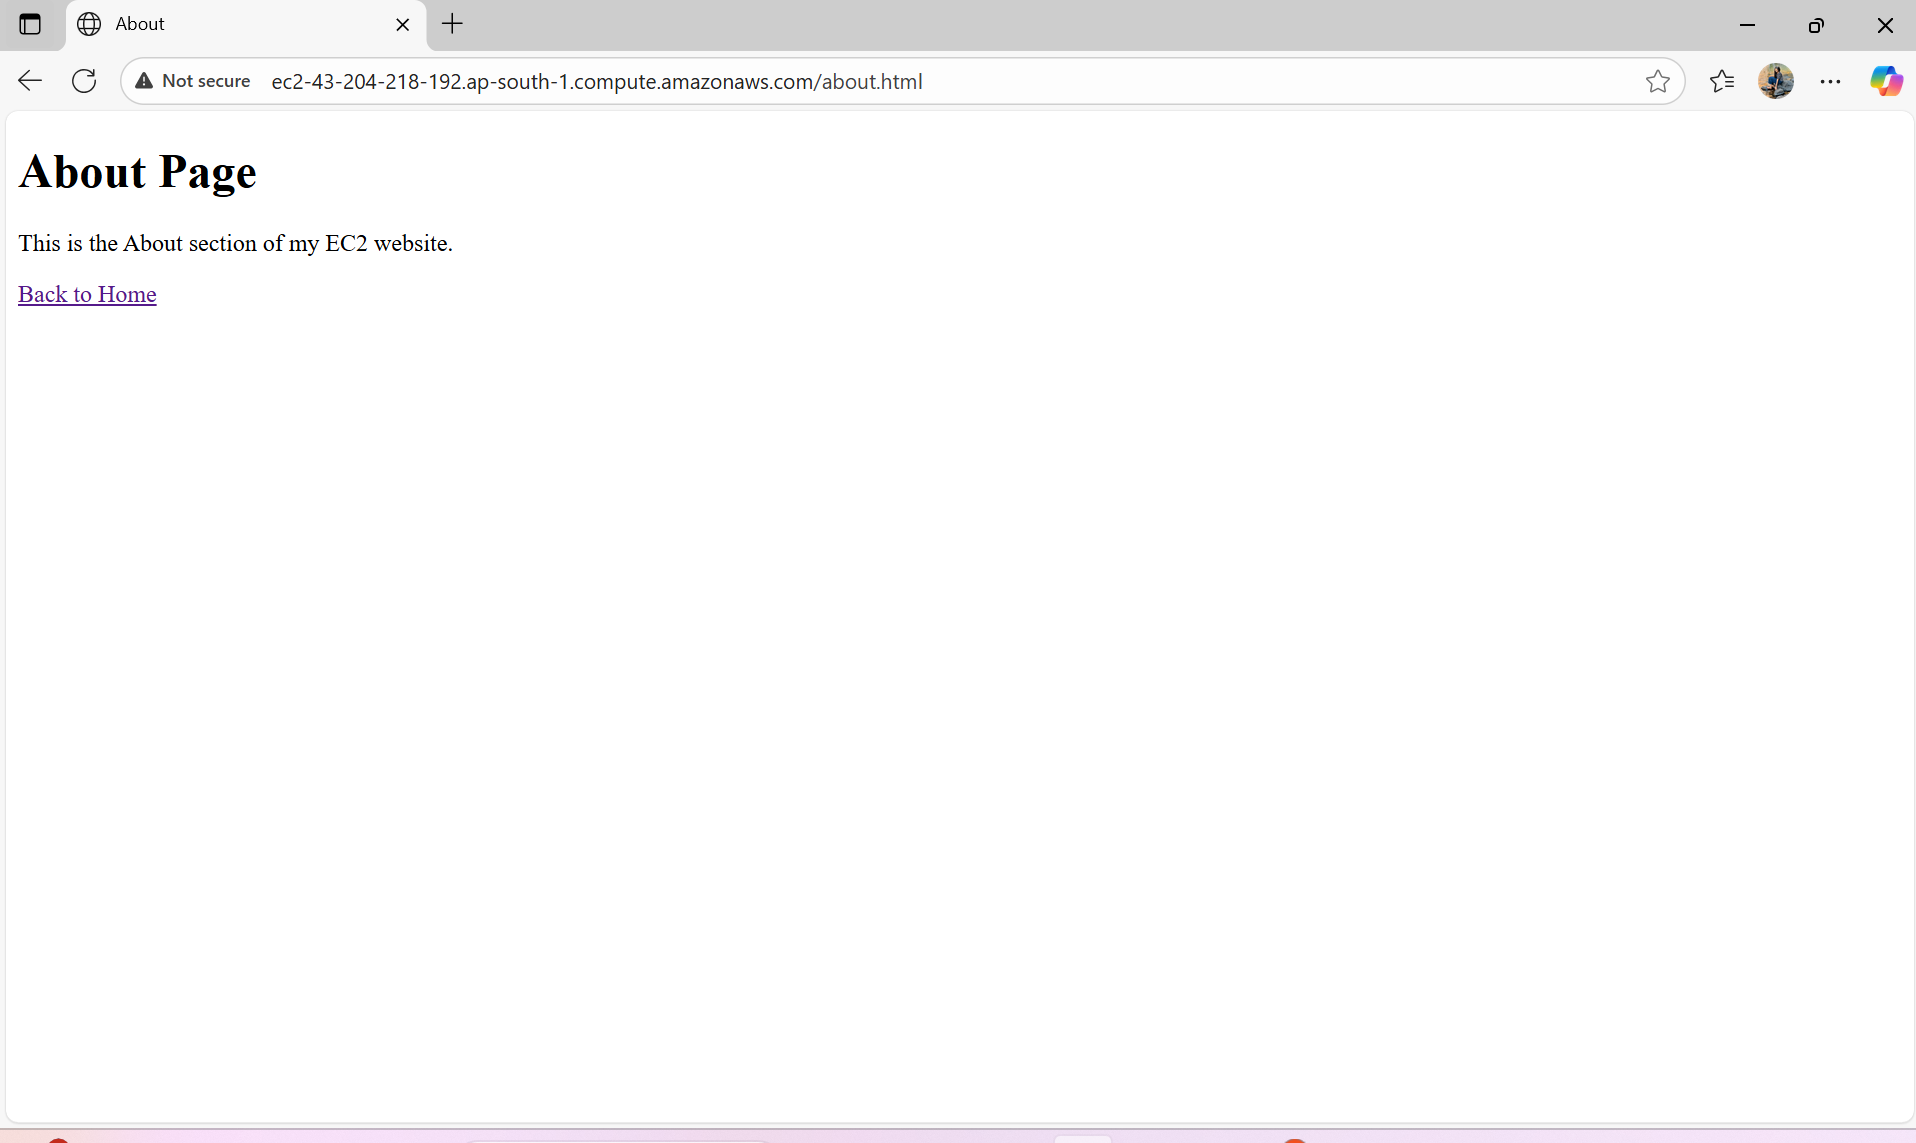 About
Not secure ec2-43-204-218-192.ap-south-1.compute.amazonaws.com/about.html
About Page
This is the About section of my EC2 website.
Back to Home